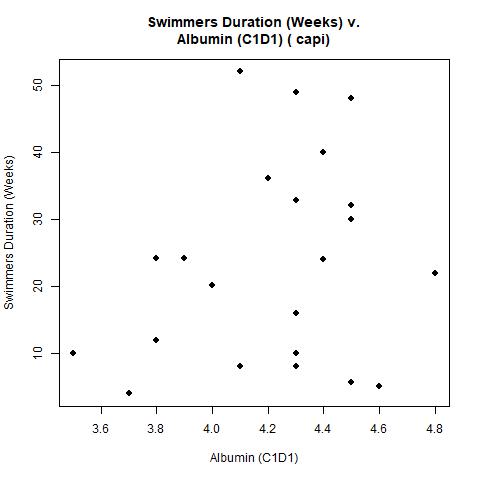 Swimmers Duration (Weeks) v.
Albumin (C1D1) ( capi)
Swimmers Duration (Weeks)
50
40
30
20
10
3.6 3.8 4.0 4.2 4.4 4.6 4.8
Albumin (C1D1)